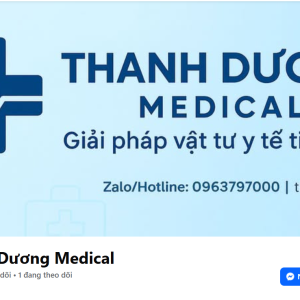 THANH DƯƠ
MEDICAL
Giải pháp vật tư y tế ti
Zalo/Hotline: 0963797000 | t
Dương Medical
dõi • 1 đang theo dõi